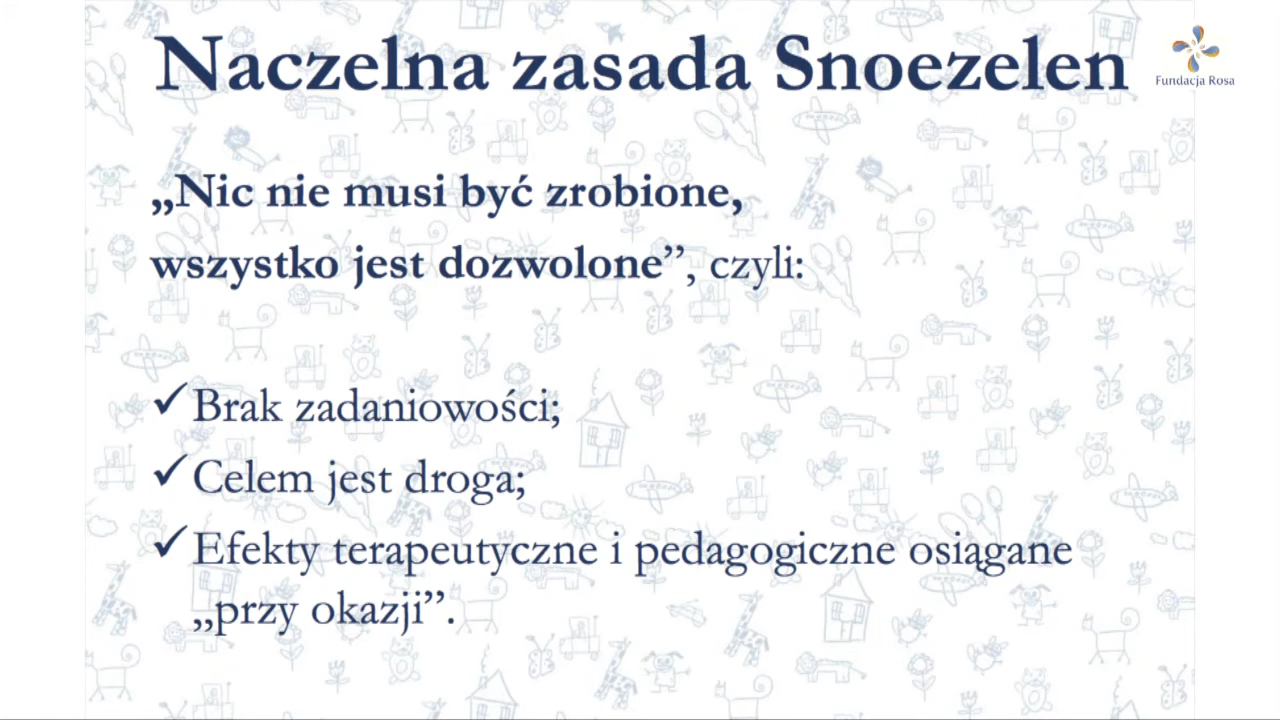 Naczelna zasada Snoezelen
Fundacja Rosa
„Nic nie musi być zrobione,
wszystko jest dozwolone”, czyli:
✓Brak zadaniowości;
✓Celem jest droga;
✓Efekty terapeutyczne i pedagogiczne osiągane
„przy okazji”.